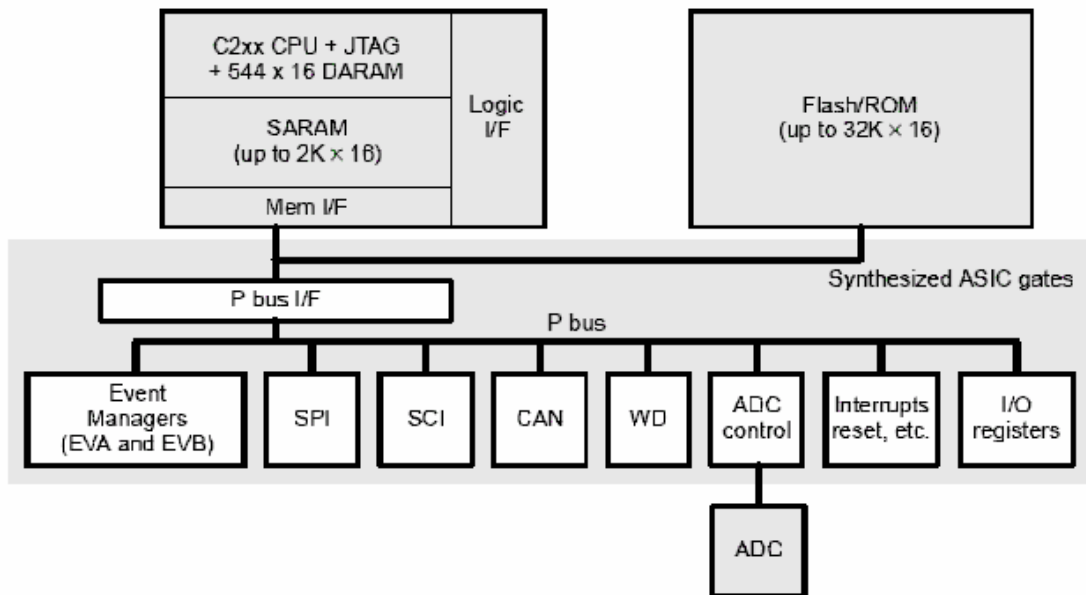 C2xx CPU + JTAG
+ 544 x 16 DARAM
Logic
I/F
SARAM
(up to 2K × 16)
Mem I/F
Flash/ROM
(up to 32K × 16)
Synthesized ASIC gates
P bus I/F
P bus
Event
Managers
(EVA and EVB)
SPI
SCI
CAN
WD
ADC
control
Interrupts
reset, etc.
I/O
registers
ADC